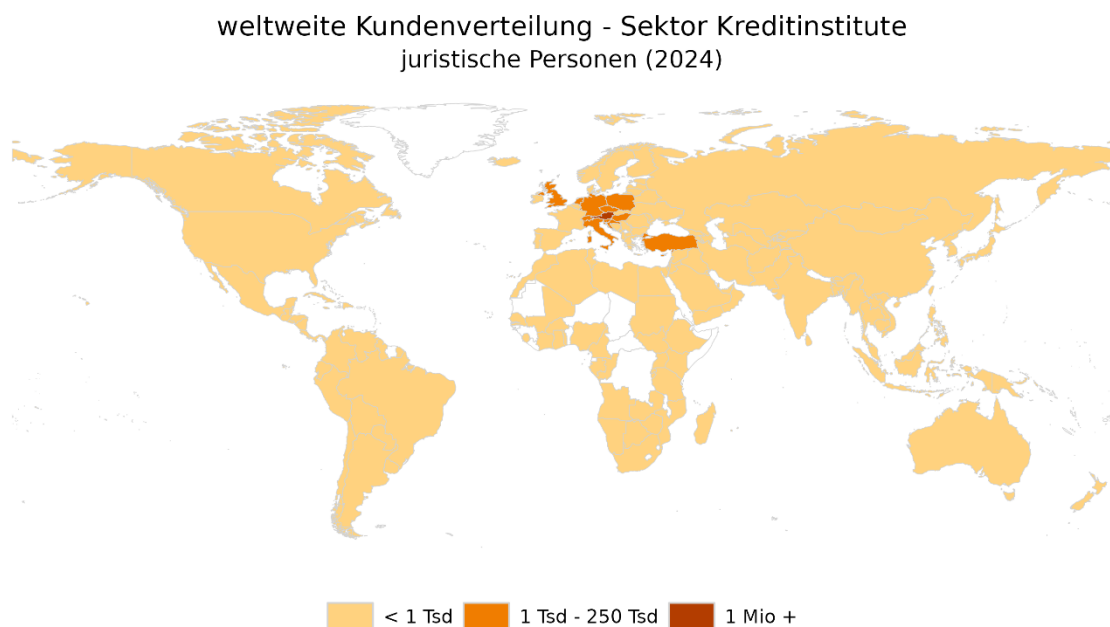 weltweite Kundenverteilung - Sektor Kreditinstitute
juristische Personen (2024)
< 1 Tsd 1 Tsd - 250 Tsd 1 Mio +